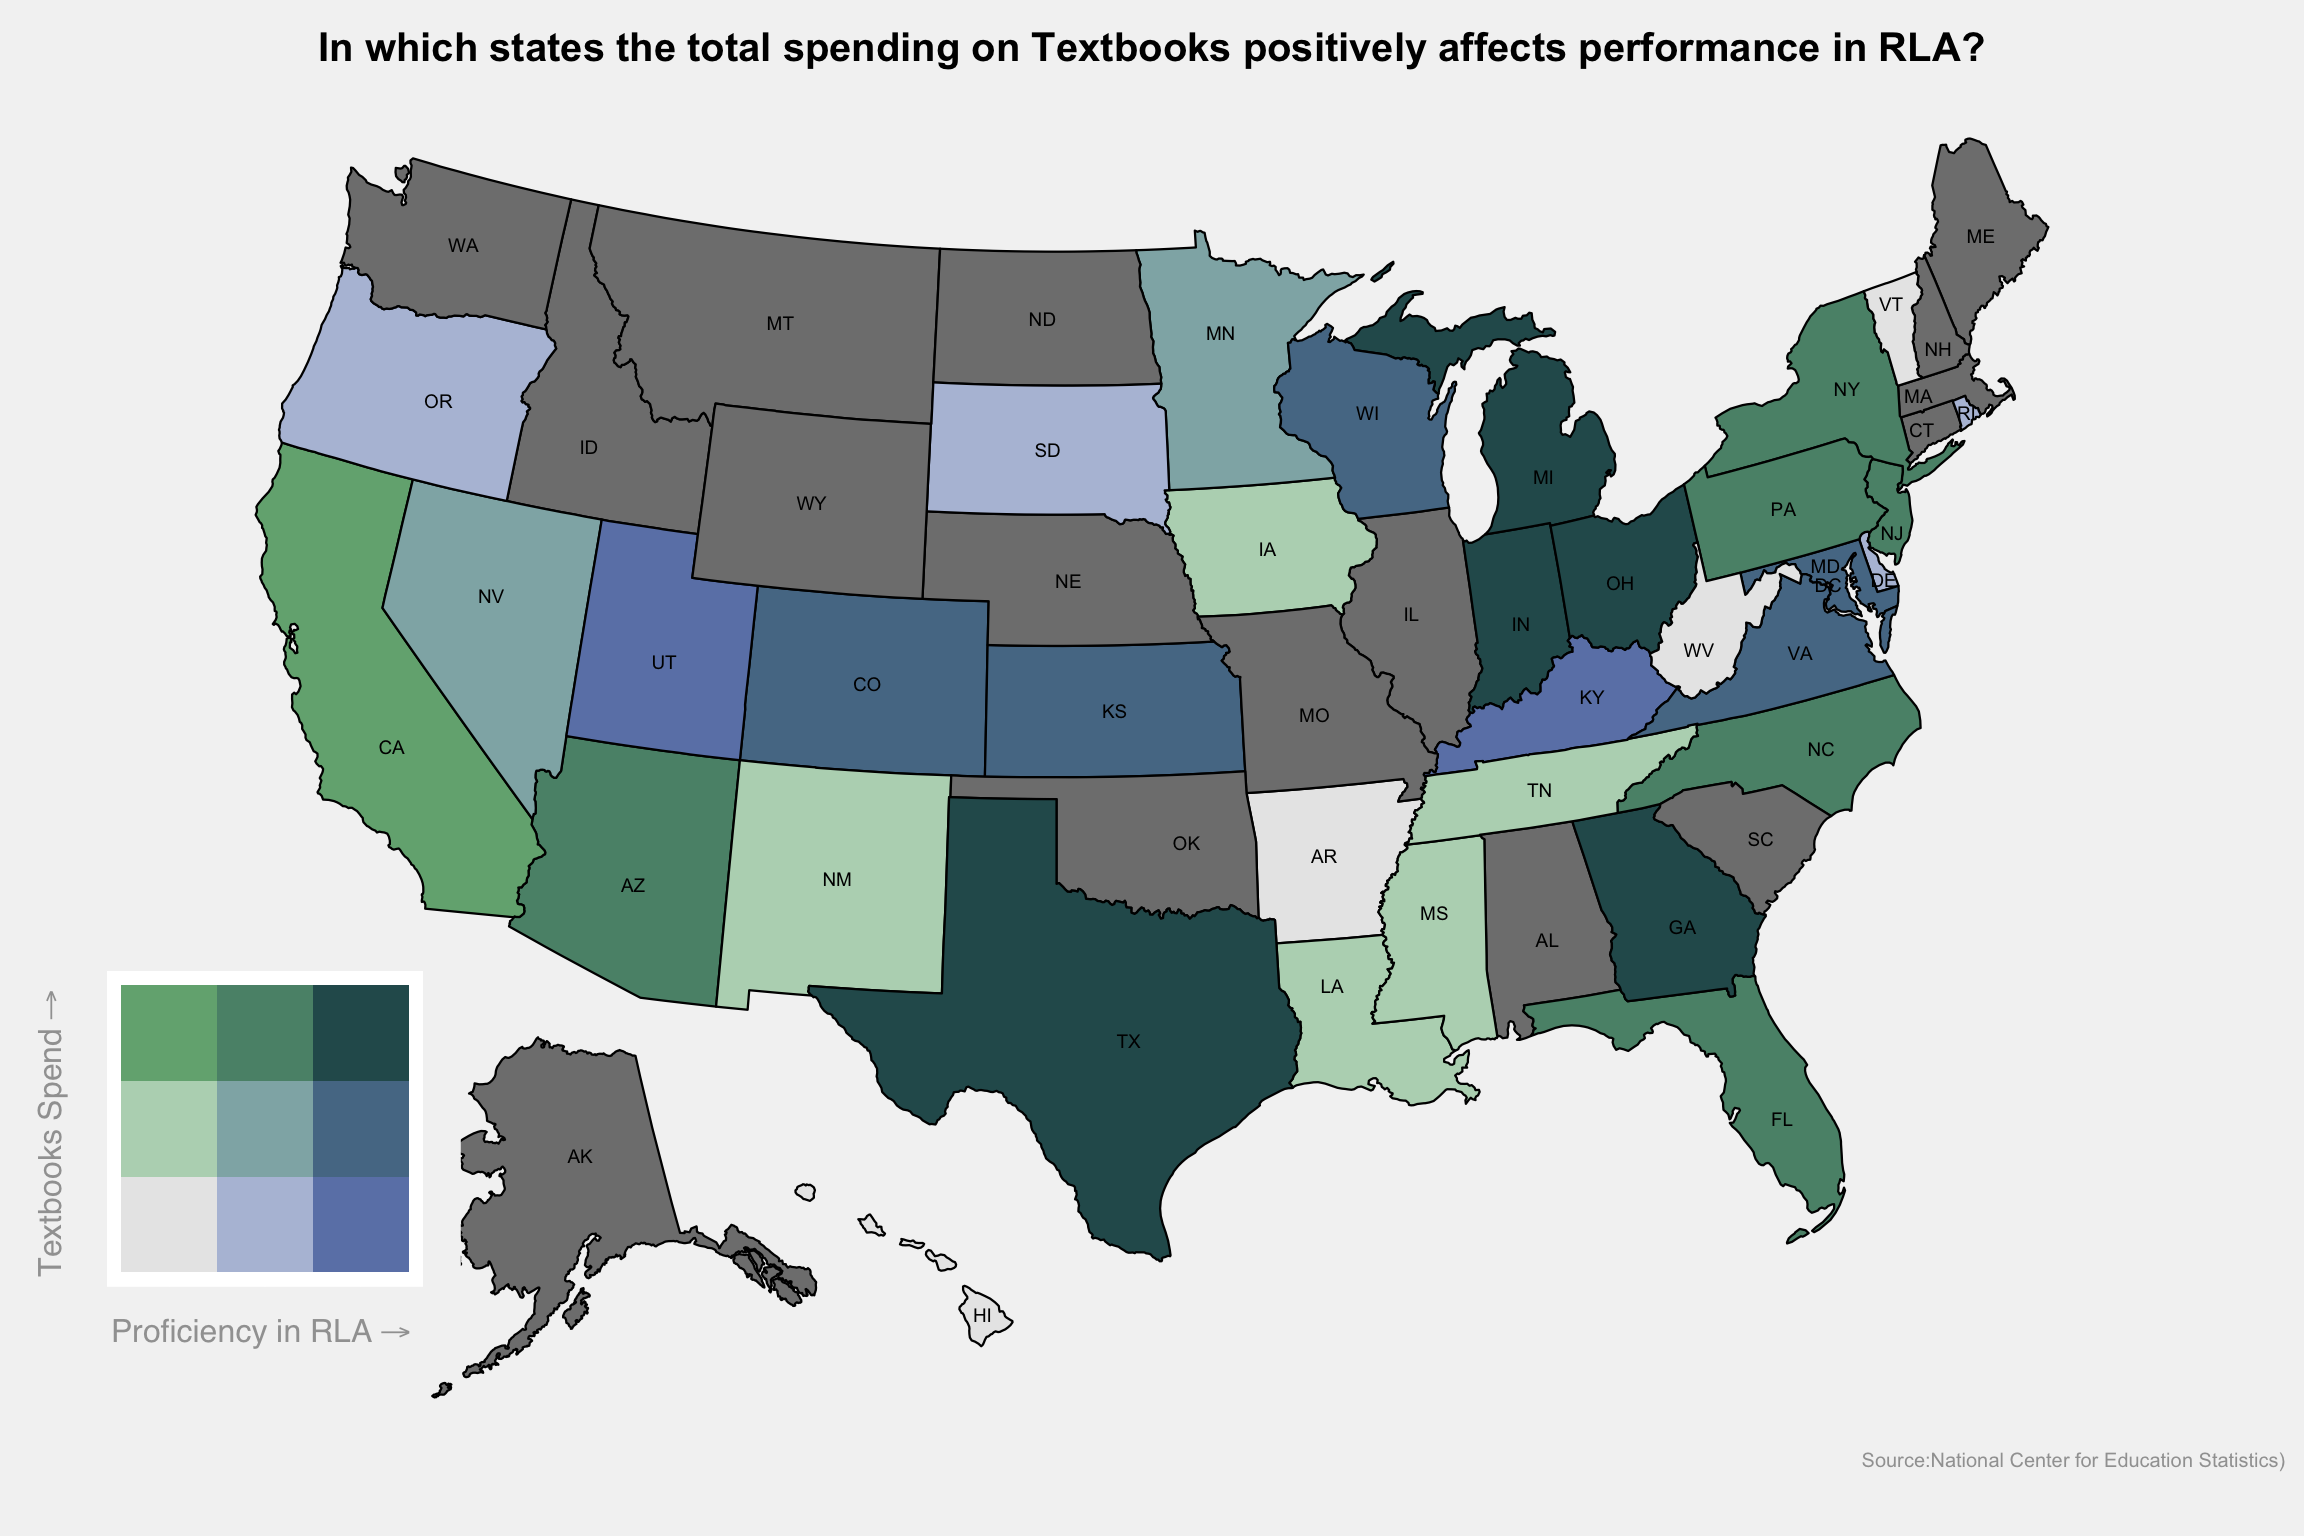 In which states the total spending on Textbooks positively affects performance in RLA?
WA
ME
VT
MT
ND
MN
NH
OR
NY
MA
WI
RI
CT
ID
SD
MI
WY
PA
NJ
IA
MD
NE
DE
DC
OH
NV
IL
IN
WV
VA
UT
CO
KY
KS
MO
CA
NC
TN
SC
OK
AR
NM
AZ
MS
GA
AL
LA
TX
FL
AK
HI
Textbooks Spend →
Proficiency in RLA →
Source:National Center for Education Statistics)